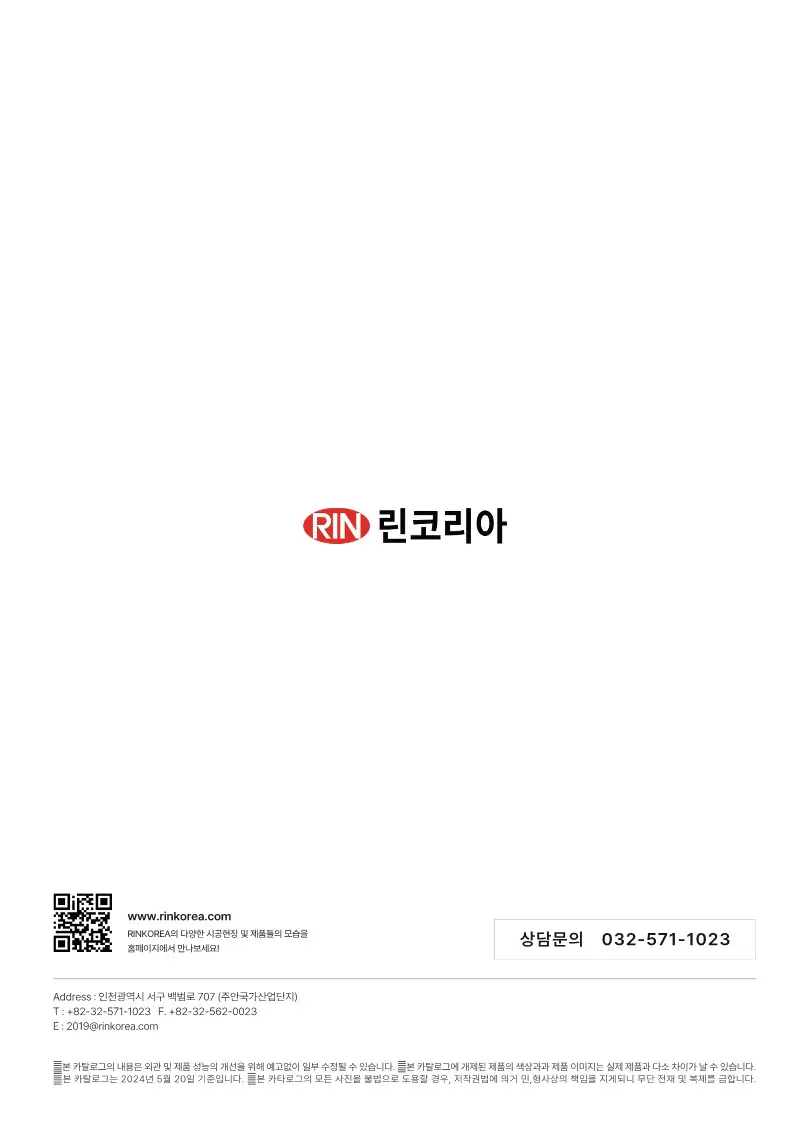 RIN 린코리아
www.rinkorea.com
RINKOREA의 다양한 시공현장 및 제품들의 모습을
홈페이지에서 만나보세요!
상담문의 032-571-1023
Address : 인천광역시 서구 백범로 707 (주안국가산업단지)
T : +82-32-571-1023 F. +82-32-562-0023
E : 2019@rinkorea.com
▒본 카탈로그의 내용은 외관 및 제품 성능의 개선을 위해 예고없이 일부 수정될 수 있습니다. ▒본 카탈로그에 개제된 제품의 색상과과 제품 이미지는 실제 제품과 다소 차이가 날 수 있습니다.
▒본 카탈로그는 2024년 5월 20일 기준입니다. ▒본 카타로그의 모든 사진을 불법으로 도용할 경우, 저작권법에 의거 민,형사상의 책임을 지게되니 무단 전재 및 복제를 금합니다.